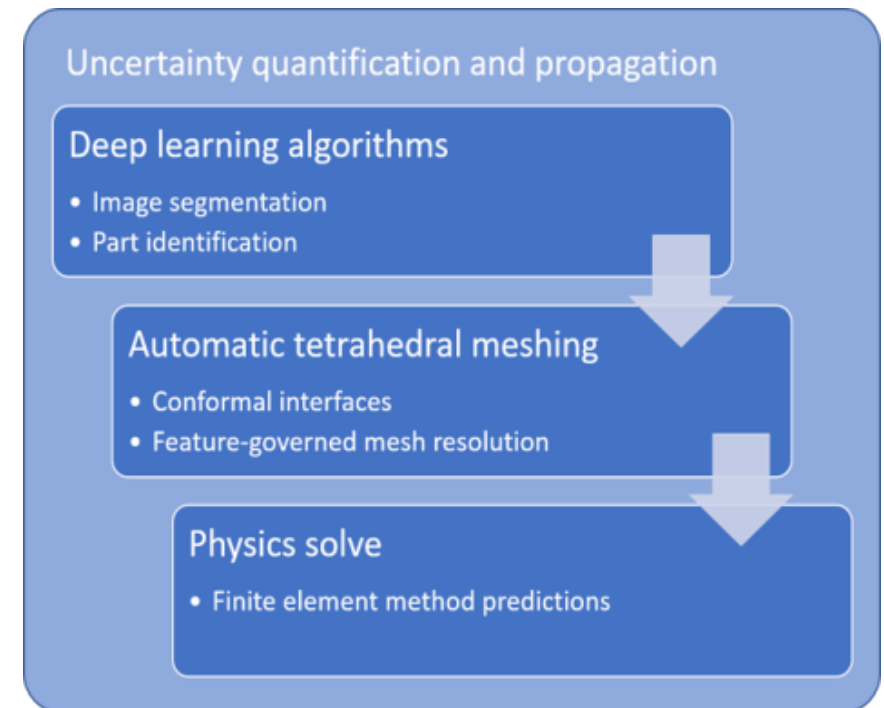 Uncertainty quantification and propagation
Deep learning algorithms
• Image segmentation
• Part identification
Automatic tetrahedral meshing
• Conformal interfaces
• Feature-governed mesh resolution
Physics solve
• Finite element method predictions